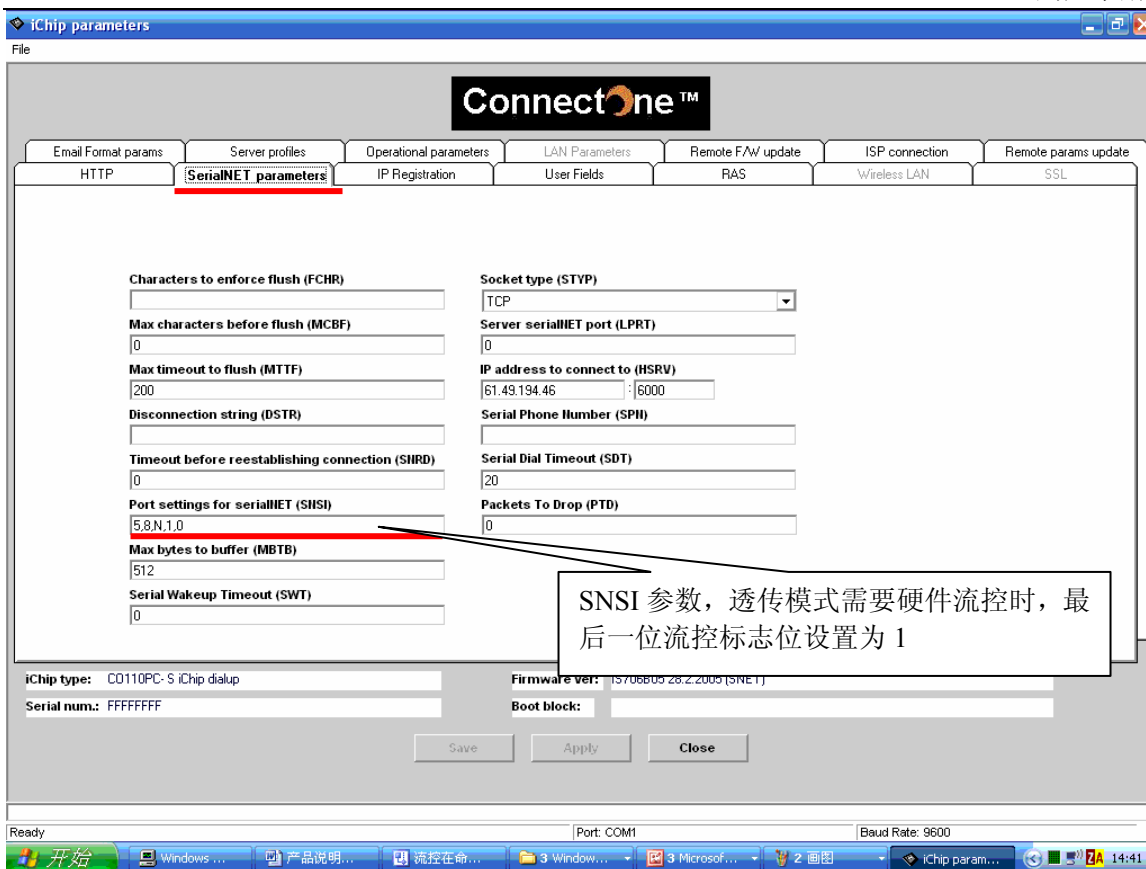 iChip parameters
File
ConnectOne™
Email Format params
Server profiles
Operational parameters
LAN Parameters
Remote F/W update
ISP connection
Remote params update
HTTP
SerialNET parameters
IP Registration
User Fields
RAS
Wireless LAN
SSL
Characters to enforce flush (FCHR)
Max characters before flush (MCBF)
0
Max timeout to flush (MTTF)
200
Disconnection string (DSTR)
Timeout before reestablishing connection (SNRD)
0
Port settings for serialNET (SNSI)
5,8,N,1,0
Max bytes to buffer (MBTB)
512
Serial Wakeup Timeout (SWT)
0
Socket type (STYP)
TCP
Server serialNET port (LPRT)
0
IP address to connect to (HSRV)
61.49.194.46 : 6000
Serial Phone Number (SPN)
Serial Dial Timeout (SDT)
20
Packets To Drop (PTD)
0
SNSI 参数，透传模式需要硬件流控时，最
后一位流控标志位设置为 1
iChip type: CO110PC- S iChip dialup
Firmware Ver: IS706B05 28.2.2005 (SNET)
Serial num.: FFFFFFFF
Boot block:
Save
Apply
Close
Ready
Port: COM1
Baud Rate: 9600
开始
Windows ...
产品说明...
流控在命...
3 Window...
3 Microsof...
2 画图
iChip param...
14:41